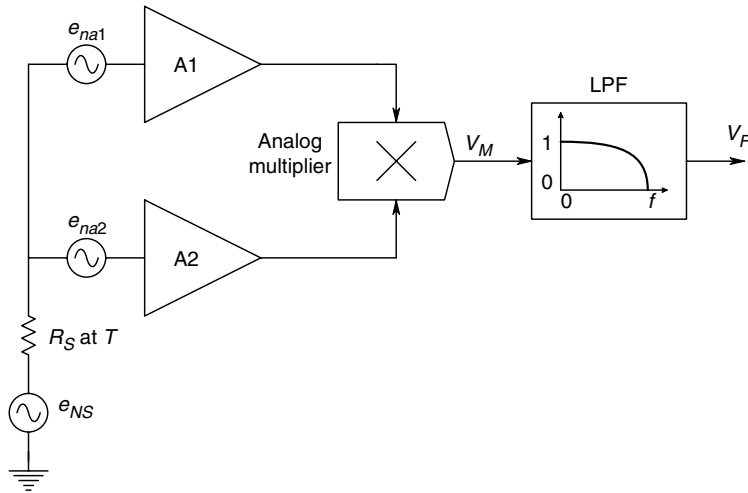 e_na1
A1
LPF
Analog
multiplier
V_M
1
0
0
f
V_F
e_na2
A2
R_S at T
e_NS